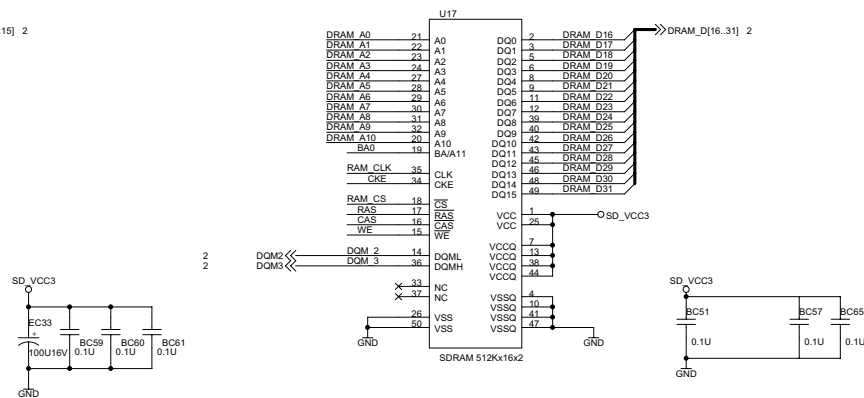 U17
15] 2
DRAM_A0 21 A0 DQ0 2 DRAM_D16 DRAM_D[16..31] 2
DRAM_A1 22 A1 DQ1 3 DRAM_D17
DRAM_A2 23 A2 DQ2 5 DRAM_D18
DRAM_A3 24 A3 DQ3 6 DRAM_D19
DRAM_A4 27 A4 DQ4 8 DRAM_D20
DRAM_A5 28 A5 DQ5 9 DRAM_D21
DRAM_A6 29 A6 DQ6 11 DRAM_D22
DRAM_A7 30 A7 DQ7 12 DRAM_D23
DRAM_A8 31 A8 DQ8 39 DRAM_D24
DRAM_A9 32 A9 DQ9 40 DRAM_D25
DRAM_A10 20 A10 DQ10 42 DRAM_D26
BA0 19 BA/A11 DQ11 43 DRAM_D27
DQ12 45 DRAM_D28
RAM_CLK 35 CLK DQ13 46 DRAM_D29
CKE 34 CKE DQ14 48 DRAM_D30
DQ15 49 DRAM_D31
RAM_CS 18 CS
RAS 17 RAS VCC 1 SD_VCC3
CAS 16 CAS VCC 25
WE 15 WE
VCCQ 7
2 DQM2 DQM_2 14 DQML VCCQ 13
2 DQM3 DQM_3 36 DQMH VCCQ 38
VCCQ 44
33 NC
37 NC VSSQ 4
VSSQ 10
26 VSS VSSQ 41
50 VSS VSSQ 47
GND
GND
SDRAM 512Kx16x2
SD_VCC3
EC33
+
100U16V
BC59
0.1U
BC60
0.1U
BC61
0.1U
GND
SD_VCC3
BC51
0.1U
BC57
0.1U
BC65
0.1U
GND